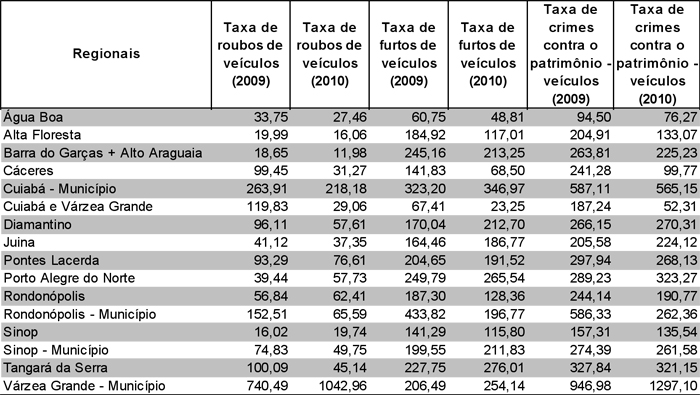 Regionais | Taxa de roubos de veículos (2009) | Taxa de roubos de veículos (2010) | Taxa de furtos de veículos (2009) | Taxa de furtos de veículos (2010) | Taxa de crimes contra o patrimônio - veículos (2009) | Taxa de crimes contra o patrimônio - veículos (2010)
Água Boa 33,75 27,46 60,75 48,81 94,50 76,27
Alta Floresta 19,99 16,06 184,92 117,01 204,91 133,07
Barra do Garças + Alto Araguaia 18,65 11,98 245,16 213,25 263,81 225,23
Cáceres 99,45 31,27 141,83 68,50 241,28 99,77
Cuiabá - Município 263,91 218,18 323,20 346,97 587,11 565,15
Cuiabá e Várzea Grande 119,83 29,06 67,41 23,25 187,24 52,31
Diamantino 96,11 57,61 170,04 212,70 266,15 270,31
Juina 41,12 37,35 164,46 186,77 205,58 224,12
Pontes Lacerda 93,29 76,61 204,65 191,52 297,94 268,13
Porto Alegre do Norte 39,44 57,73 249,79 265,54 289,23 323,27
Rondonópolis 56,84 62,41 187,30 128,36 244,14 190,77
Rondonópolis - Município 152,51 65,59 433,82 196,77 586,33 262,36
Sinop 16,02 19,74 141,29 115,80 157,31 135,54
Sinop - Município 74,83 49,75 199,55 211,83 274,39 261,58
Tangará da Serra 100,09 45,14 227,75 276,01 327,84 321,15
Várzea Grande - Município 740,49 1042,96 206,49 254,14 946,98 1297,10